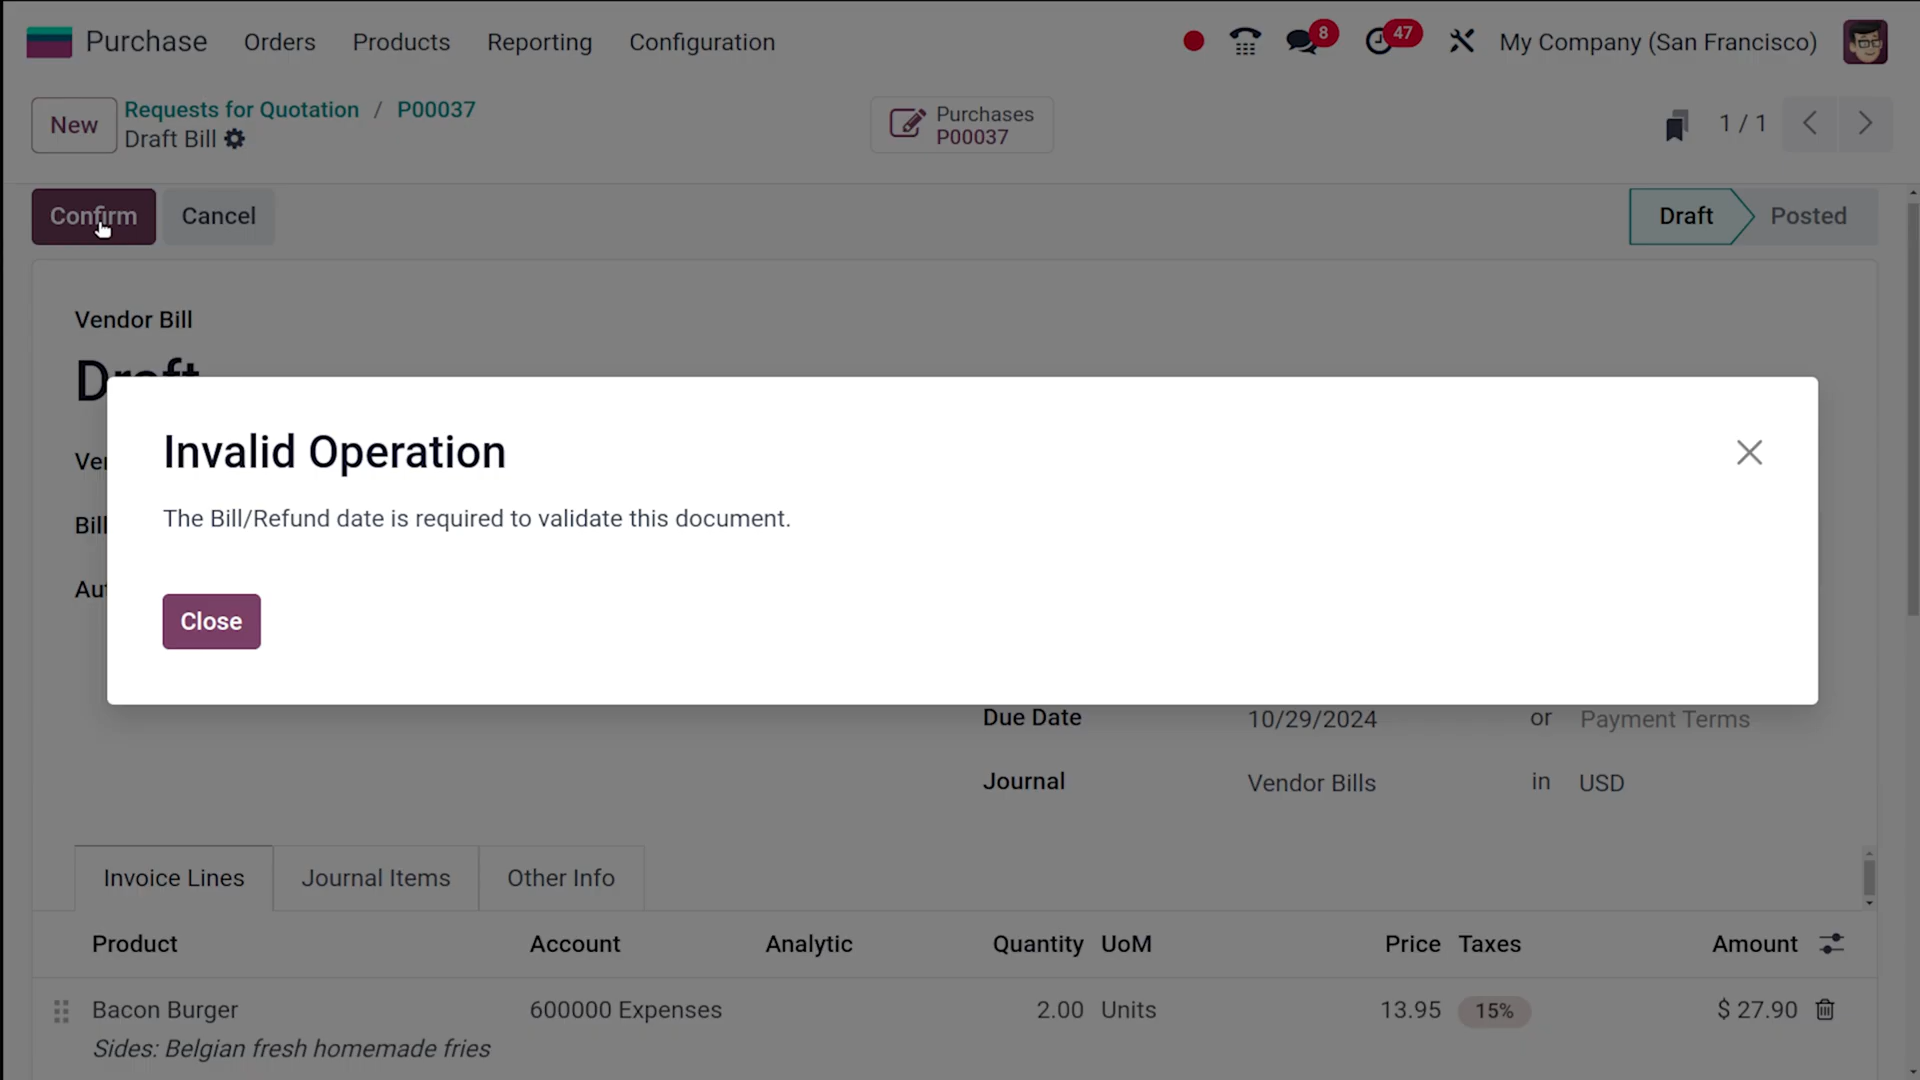 Purchase Orders Products Reporting Configuration 8 47 My Company (San Francisco)
New Requests for Quotation / P00037
Draft Bill
Purchases
P00037
1 / 1
Confirm Cancel Draft Posted
Vendor Bill
Draft
Invalid Operation
The Bill/Refund date is required to validate this document.
Close
Ver
Bill
Aut
Due Date 10/29/2024 or Payment Terms
Journal Vendor Bills in USD
Invoice Lines Journal Items Other Info
Product Account Analytic Quantity UoM Price Taxes Amount
Bacon Burger 600000 Expenses 2.00 Units 13.95 15% $ 27.90
Sides: Belgian fresh homemade fries